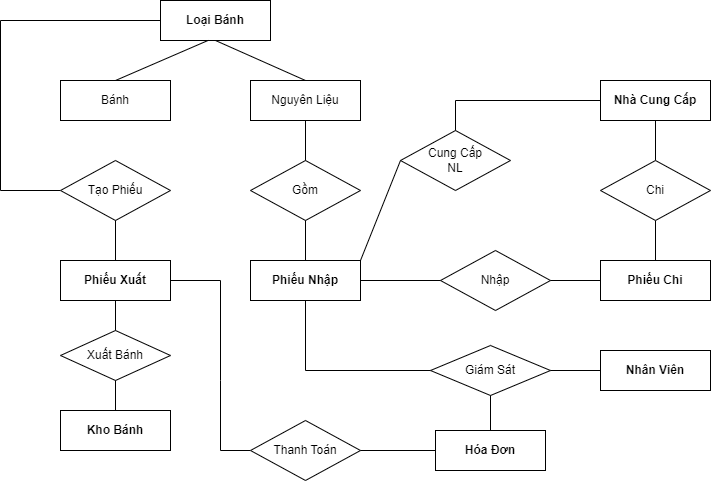 Loại Bánh
Bánh
Nguyên Liệu
Nhà Cung Cấp
Cung Cấp
NL
Tạo Phiếu
Gồm
Chi
Phiếu Xuất
Phiếu Nhập
Nhập
Phiếu Chi
Xuất Bánh
Giám Sát
Nhân Viên
Kho Bánh
Thanh Toán
Hóa Đơn